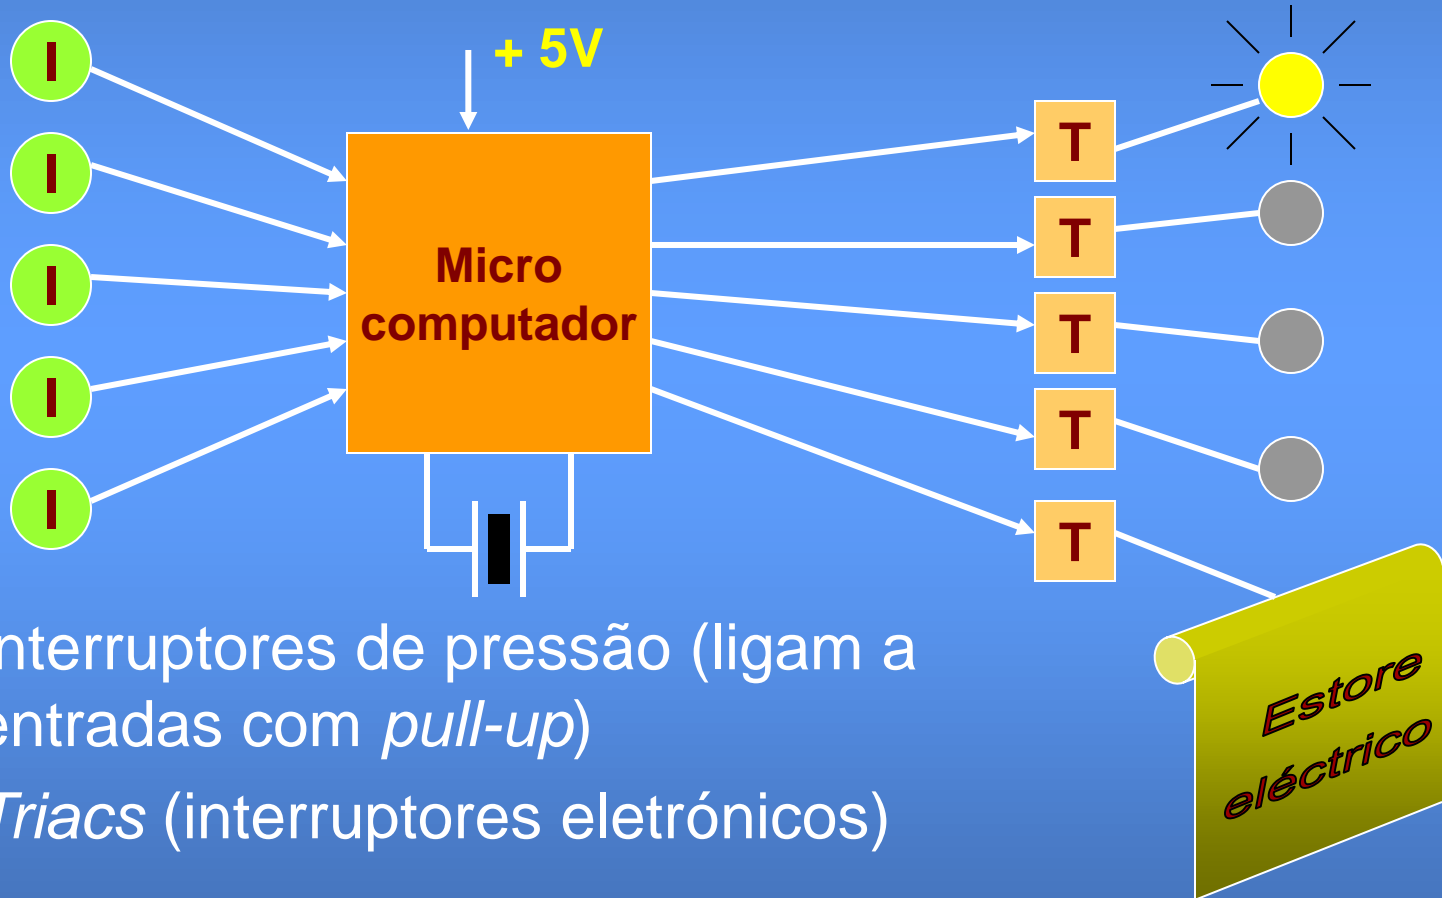 I
I
I
I
I
+ 5V
Micro
computador
T
T
T
T
T
nterruptores de pressão (ligam a
entradas com pull-up)
Triacs (interruptores eletrónicos)
Estore
eléctrico